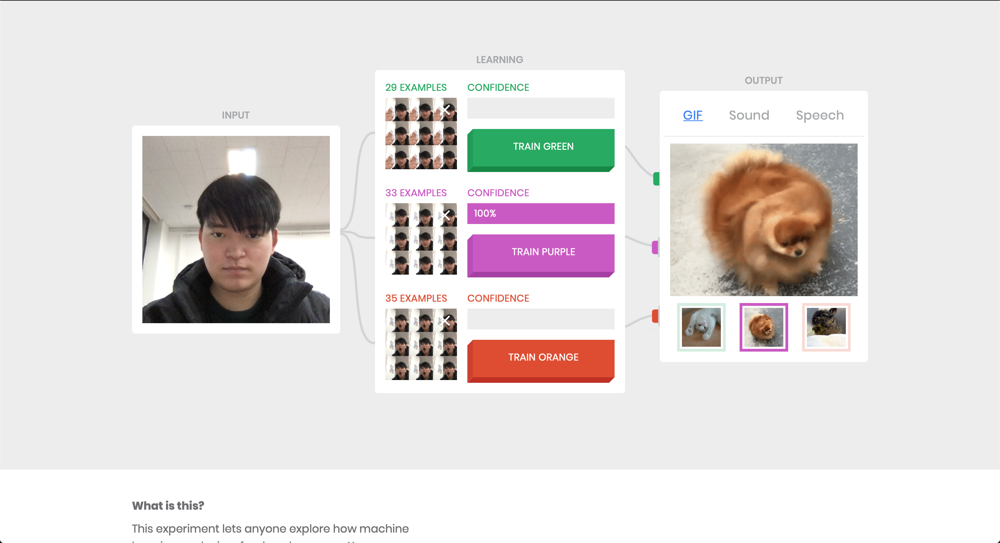 LEARNING
INPUT
OUTPUT
29 EXAMPLES
CONFIDENCE
TRAIN GREEN
33 EXAMPLES
CONFIDENCE
100%
TRAIN PURPLE
35 EXAMPLES
CONFIDENCE
TRAIN ORANGE
GIF Sound Speech
What is this?
This experiment lets anyone explore how machine